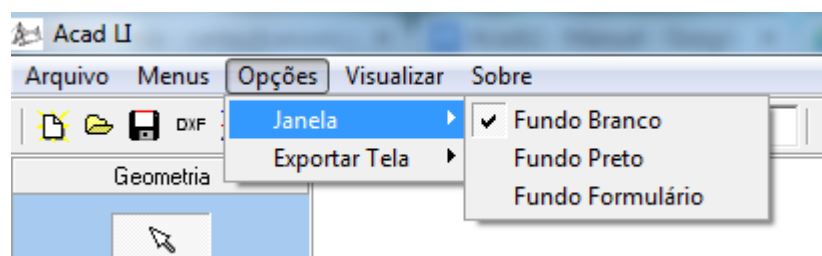 Acad LI
Arquivo Menus Opções Visualizar Sobre
DXF Janela Fundo Branco
Exportar Tela Fundo Preto
Geometria Fundo Formulário